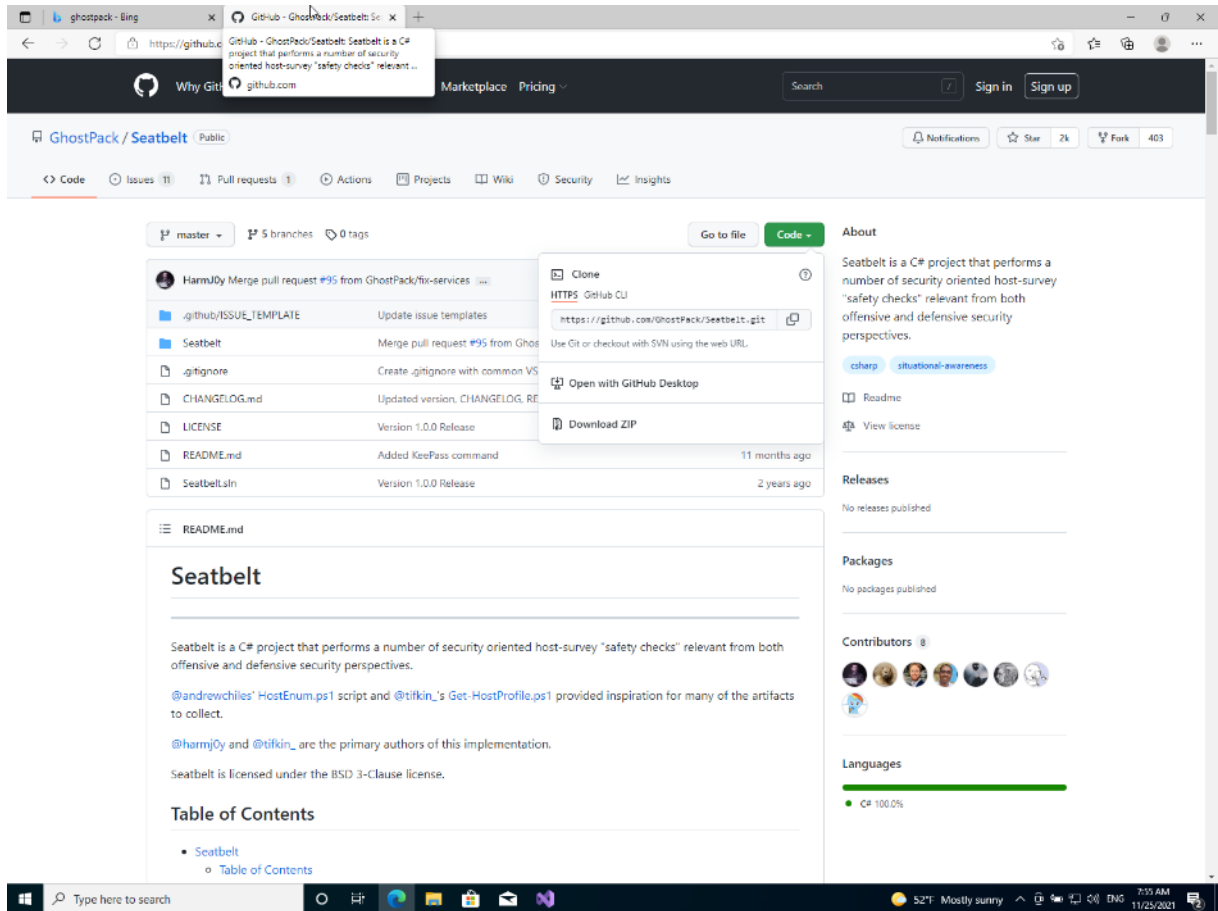 ghostpack - Bing
GitHub - GhostPack/Seatbelt: Se
https://github.c
GitHub - GhostPack/Seatbelt: Seatbelt is a C#
project that performs a number of security
oriented host-survey "safety checks" relevant ...
github.com
Why Git
Marketplace Pricing
Search /
Sign in Sign up
GhostPack / Seatbelt Public
Notifications Star 2k Fork 403
Code Issues 11 Pull requests 1 Actions Projects Wiki Security Insights
master 5 branches 0 tags Go to file Code
HarmJ0y Merge pull request #95 from GhostPack/fix-services ...
.github/ISSUE_TEMPLATE Update issue templates
Seatbelt Merge pull request #95 from Ghos
.gitignore Create .gitignore with common VS
CHANGELOG.md Updated version, CHANGELOG, RE
LICENSE Version 1.0.0 Release
README.md Added KeePass command 11 months ago
Seatbelt.sln Version 1.0.0 Release 2 years ago
Clone
HTTPS GitHub CLI
https://github.com/GhostPack/Seatbelt.git
Use Git or checkout with SVN using the web URL.
Open with GitHub Desktop
Download ZIP
About
Seatbelt is a C# project that performs a
number of security oriented host-survey
"safety checks" relevant from both
offensive and defensive security
perspectives.
csharp situational-awareness
Readme
View license
Releases
No releases published
Packages
No packages published
Contributors 8
Languages
C# 100.0%
README.md
Seatbelt
Seatbelt is a C# project that performs a number of security oriented host-survey "safety checks" relevant from both
offensive and defensive security perspectives.
@andrewchiles' HostEnum.ps1 script and @tifkin_'s Get-HostProfile.ps1 provided inspiration for many of the artifacts
to collect.
@harmj0y and @tifkin_ are the primary authors of this implementation.
Seatbelt is licensed under the BSD 3-Clause license.
Table of Contents
Seatbelt
Table of Contents
Type here to search
52°F Mostly sunny ENG 7:55 AM
11/25/2021 2